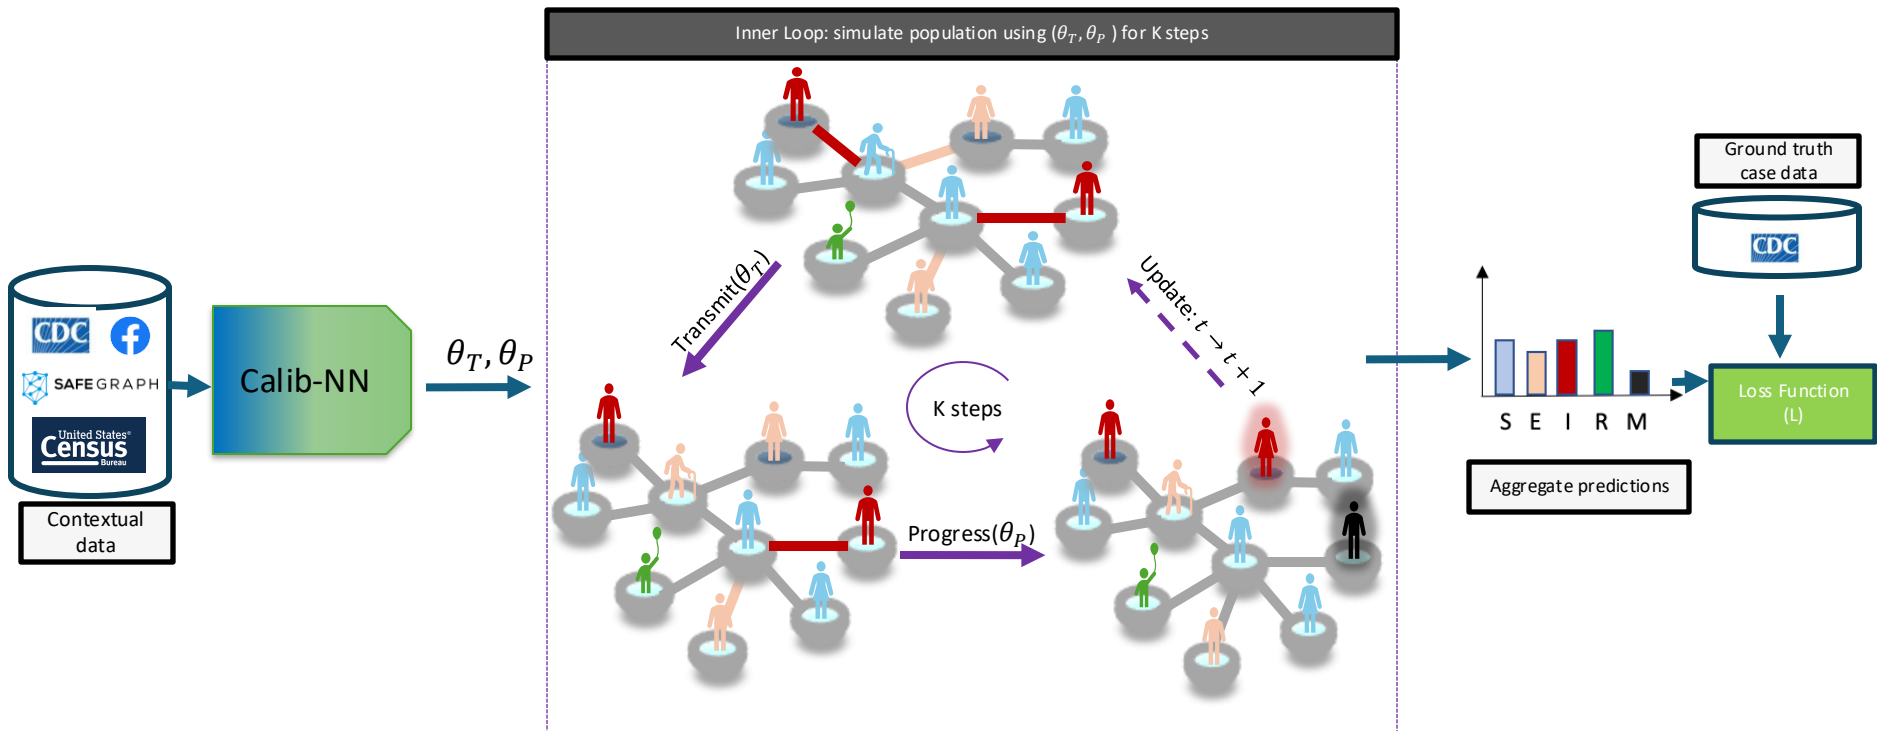 Inner Loop: simulate population using (θ_T, θ_P ) for K steps
CDC
SAFEGRAPH
United States®
Census
Bureau
Contextual
data
Calib-NN
θ_T, θ_P
Transmit(θ_T)
K steps
Progress(θ_P)
Update: t → t + 1
S E I R M
Aggregate predictions
Ground truth
case data
CDC
Loss Function
(L)